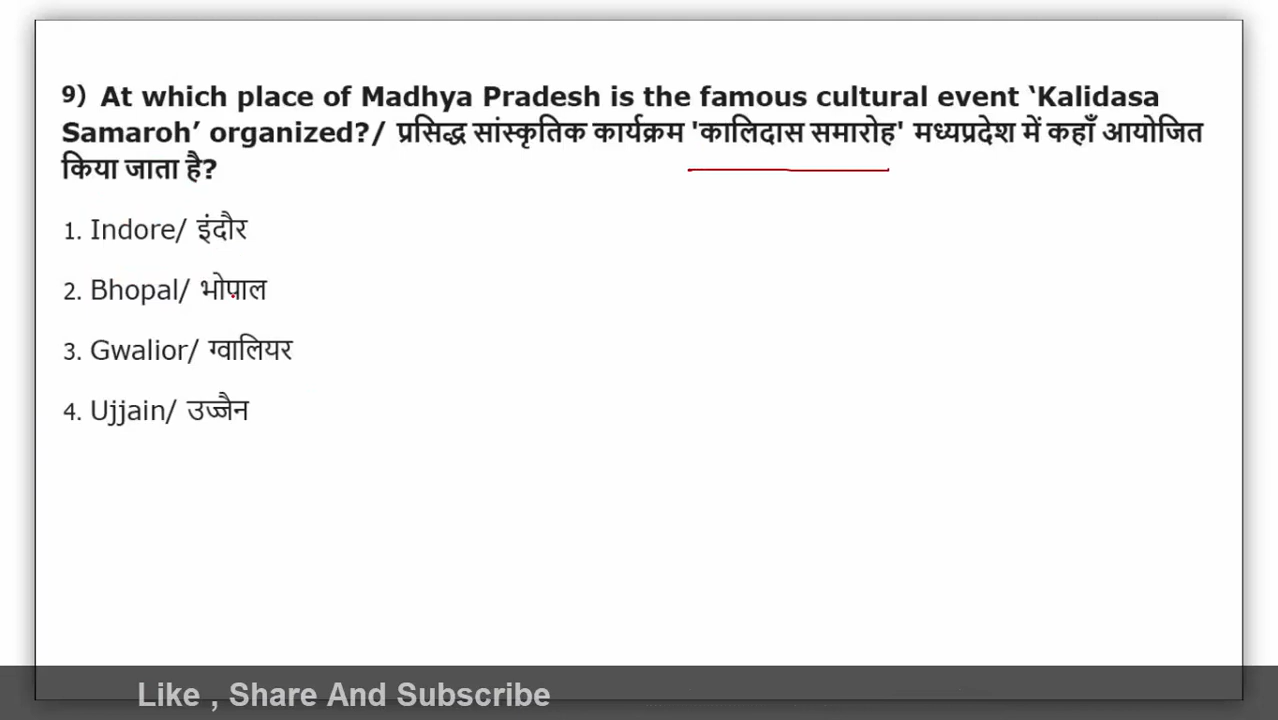 9) At which place of Madhya Pradesh is the famous cultural event ‘Kalidasa
Samaroh’ organized?/ प्रसिद्ध सांस्कृतिक कार्यक्रम 'कालिदास समारोह' मध्यप्रदेश में कहाँ आयोजित
किया जाता है?
1. Indore/ इंदौर
2. Bhopal/ भोपाल
3. Gwalior/ ग्वालियर
4. Ujjain/ उज्जैन
Like , Share And Subscribe